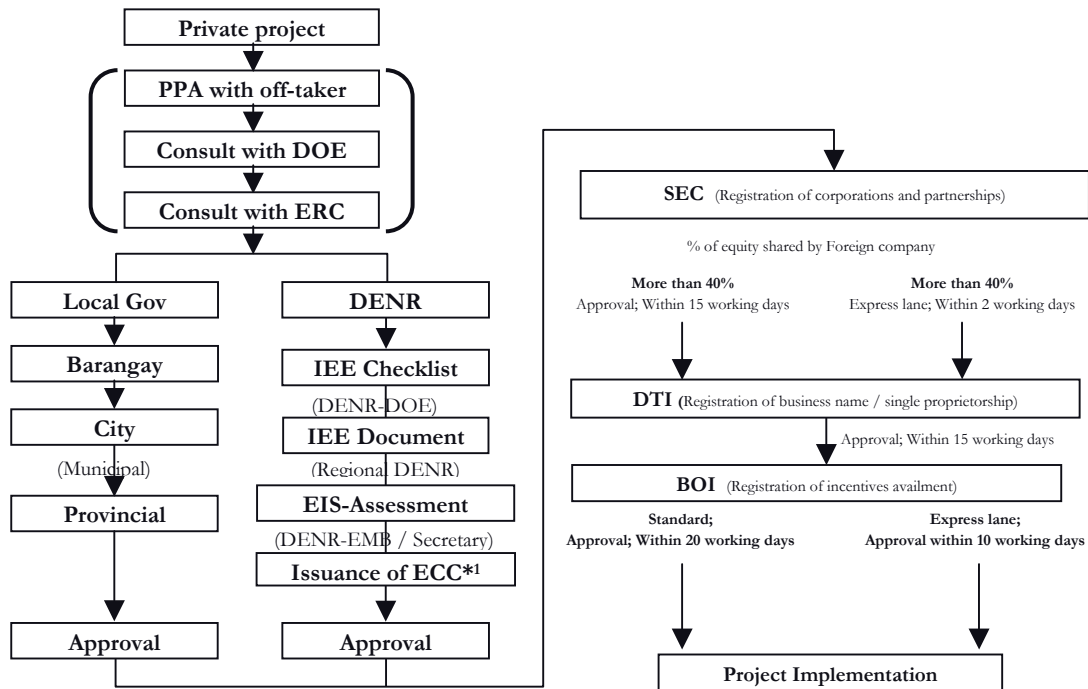 Private project
PPA with off-taker
Consult with DOE
Consult with ERC
Local Gov
Barangay
City
(Municipal)
Provincial
Approval
DENR
IEE Checklist
(DENR-DOE)
IEE Document
(Regional DENR)
EIS-Assessment
(DENR-EMB / Secretary)
Issuance of ECC*1
Approval
SEC (Registration of corporations and partnerships)
% of equity shared by Foreign company
More than 40%
Approval; Within 15 working days
More than 40%
Express lane; Within 2 working days
DTI (Registration of business name / single proprietorship)
Approval; Within 15 working days
BOI (Registration of incentives availment)
Standard;
Approval; Within 20 working days
Express lane;
Approval within 10 working days
Project Implementation